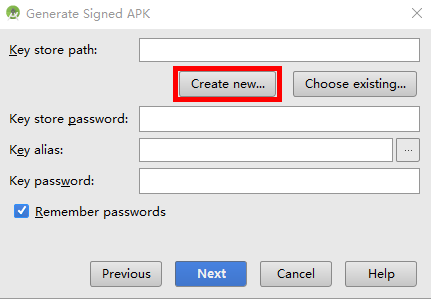 Generate Signed APK
Key store path:
Create new...
Choose existing...
Key store password:
Key alias:
...
Key password:
Remember passwords
Previous
Next
Cancel
Help